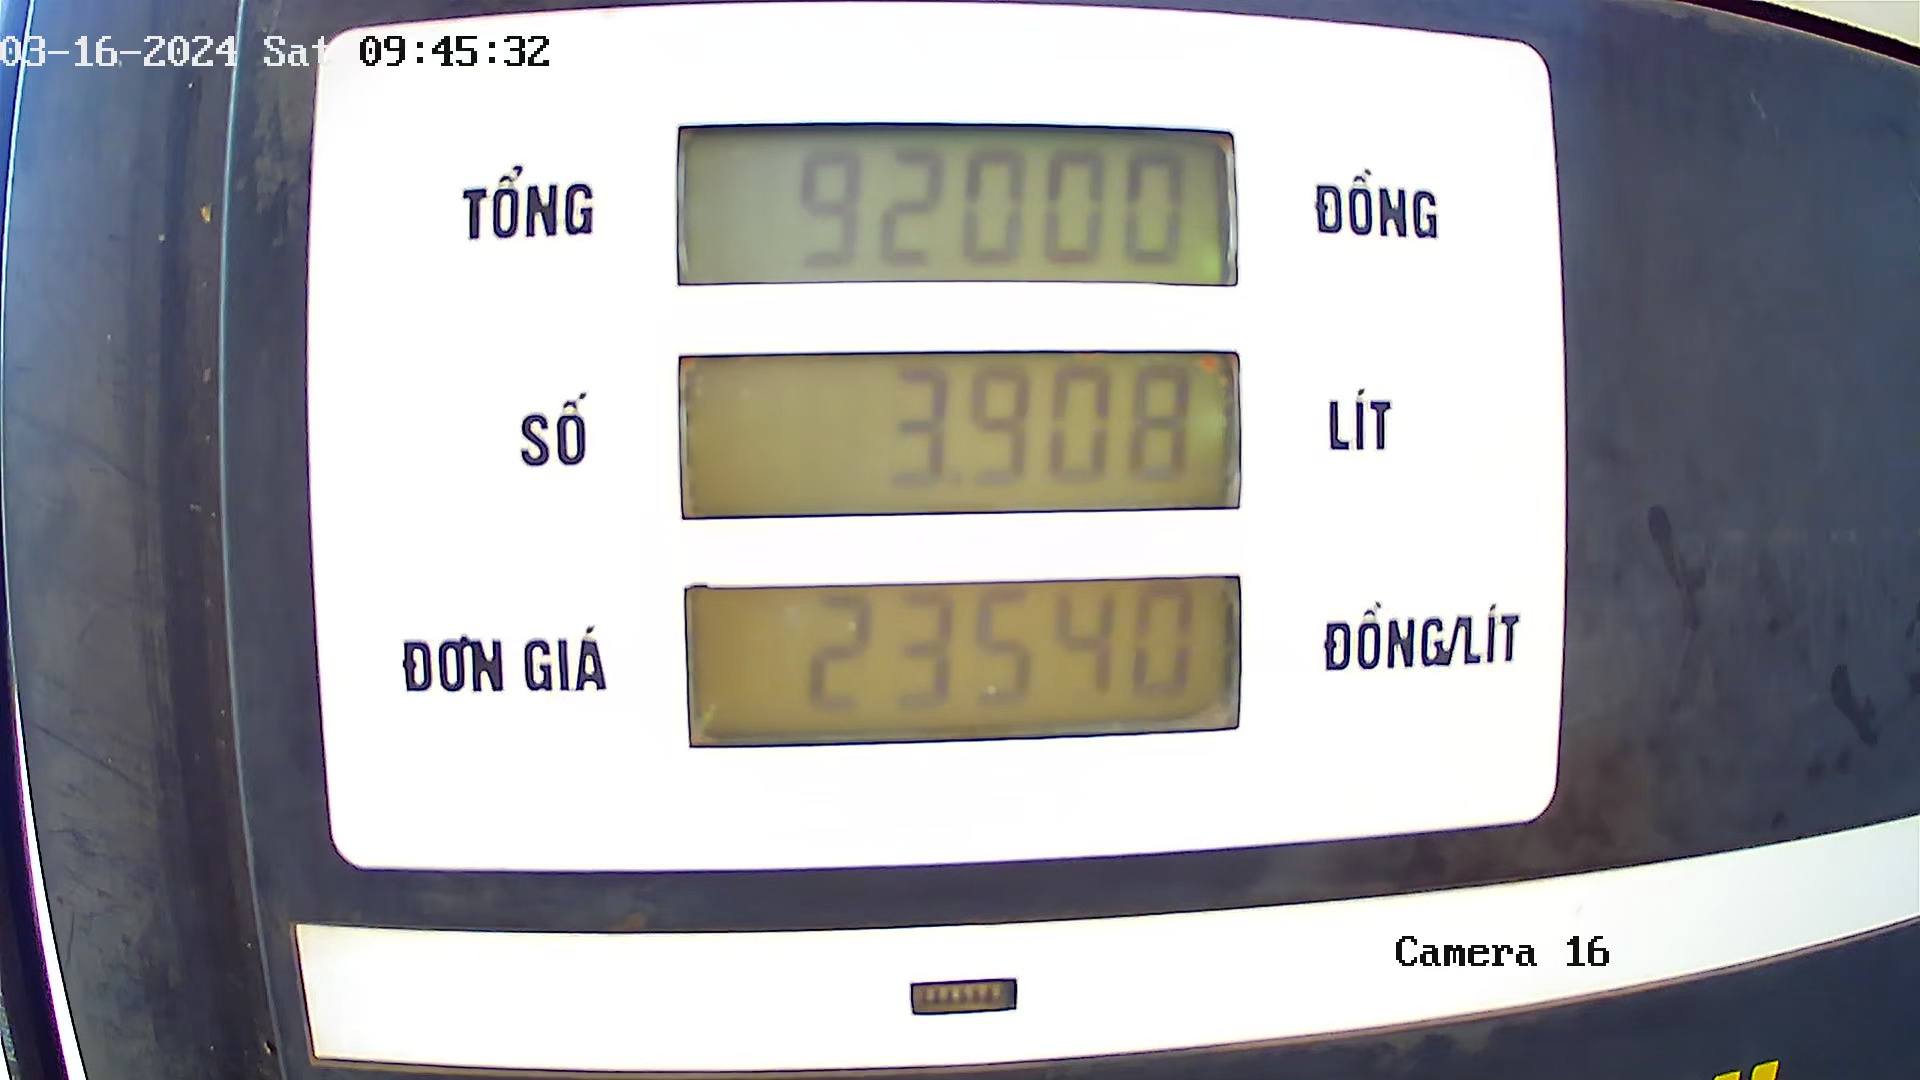 03-16-2024 Sat 09:45:32
TỔNG 92000 ĐỒNG
SỐ 3.908 LÍT
ĐƠN GIÁ 23540 ĐỒNG/LÍT
Camera 16